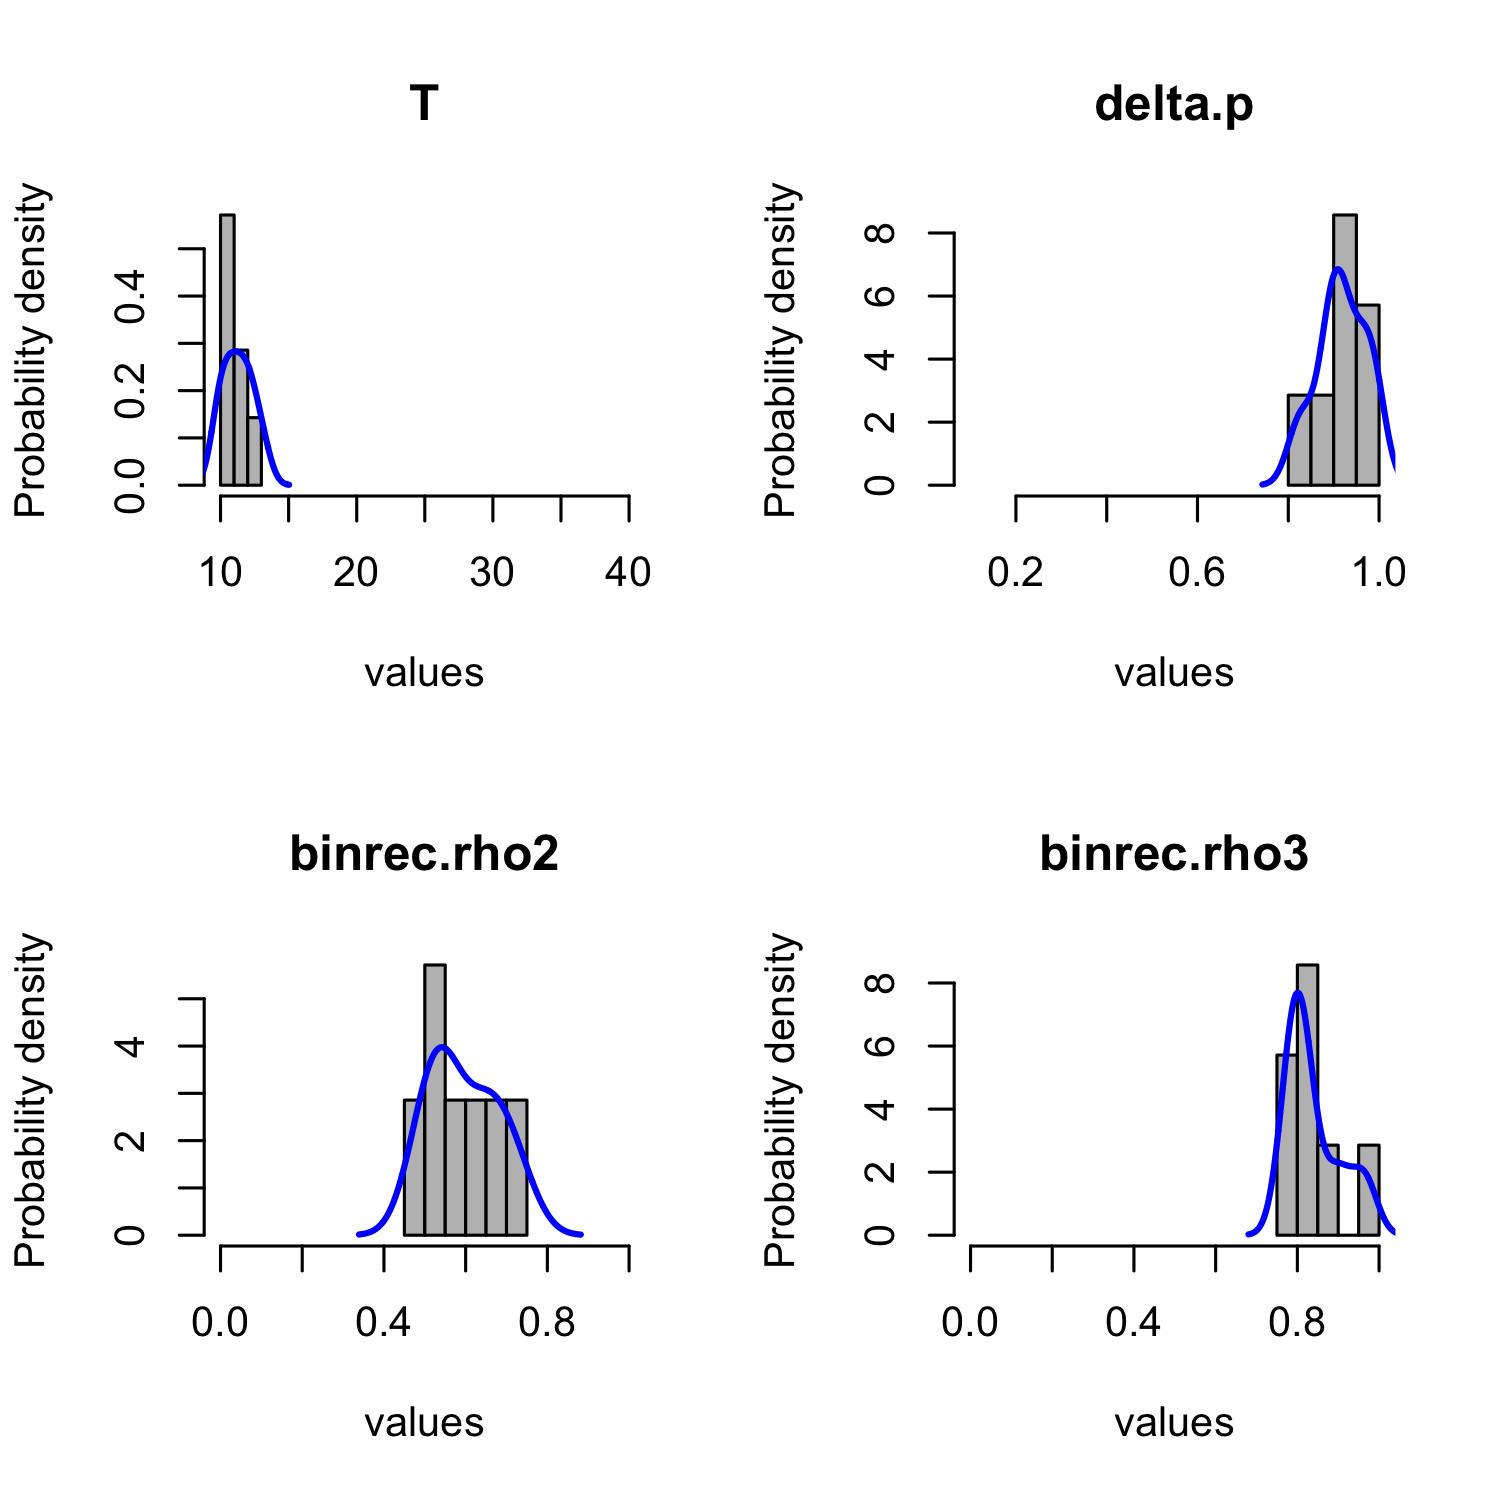 T
Probability density
0.0 0.2 0.4
10 20 30 40
values
delta.p
Probability density
0 2 4 6 8
0.2 0.6 1.0
values
binrec.rho2
Probability density
0 2 4
0.0 0.4 0.8
values
binrec.rho3
Probability density
0 2 4 6 8
0.0 0.4 0.8
values